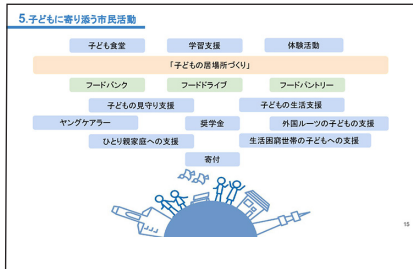 5.子どもに寄り添う市民活動
子ども食堂 学習支援 体験活動
「子どもの居場所づくり」
フードバンク フードドライブ フードパントリー
子どもの見守り支援 子どもの生活支援
ヤングケアラー 奨学金 外国ルーツの子どもの支援
ひとり親家庭への支援 生活困窮世帯の子どもへの支援
寄付
15